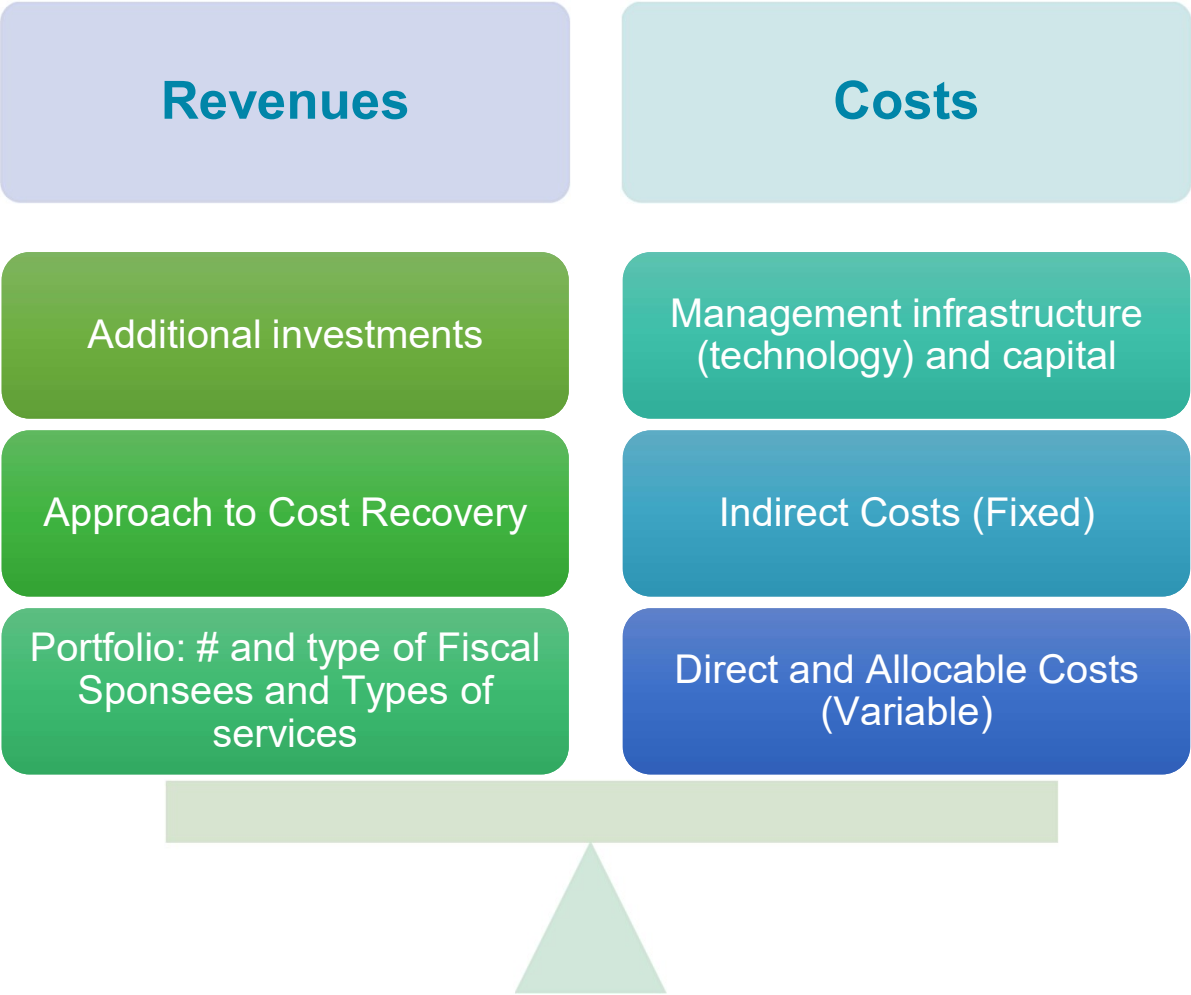 Revenues
Costs
Additional investments
Management infrastructure
(technology) and capital
Approach to Cost Recovery
Indirect Costs (Fixed)
Portfolio: # and type of Fiscal
Sponsees and Types of
services
Direct and Allocable Costs
(Variable)